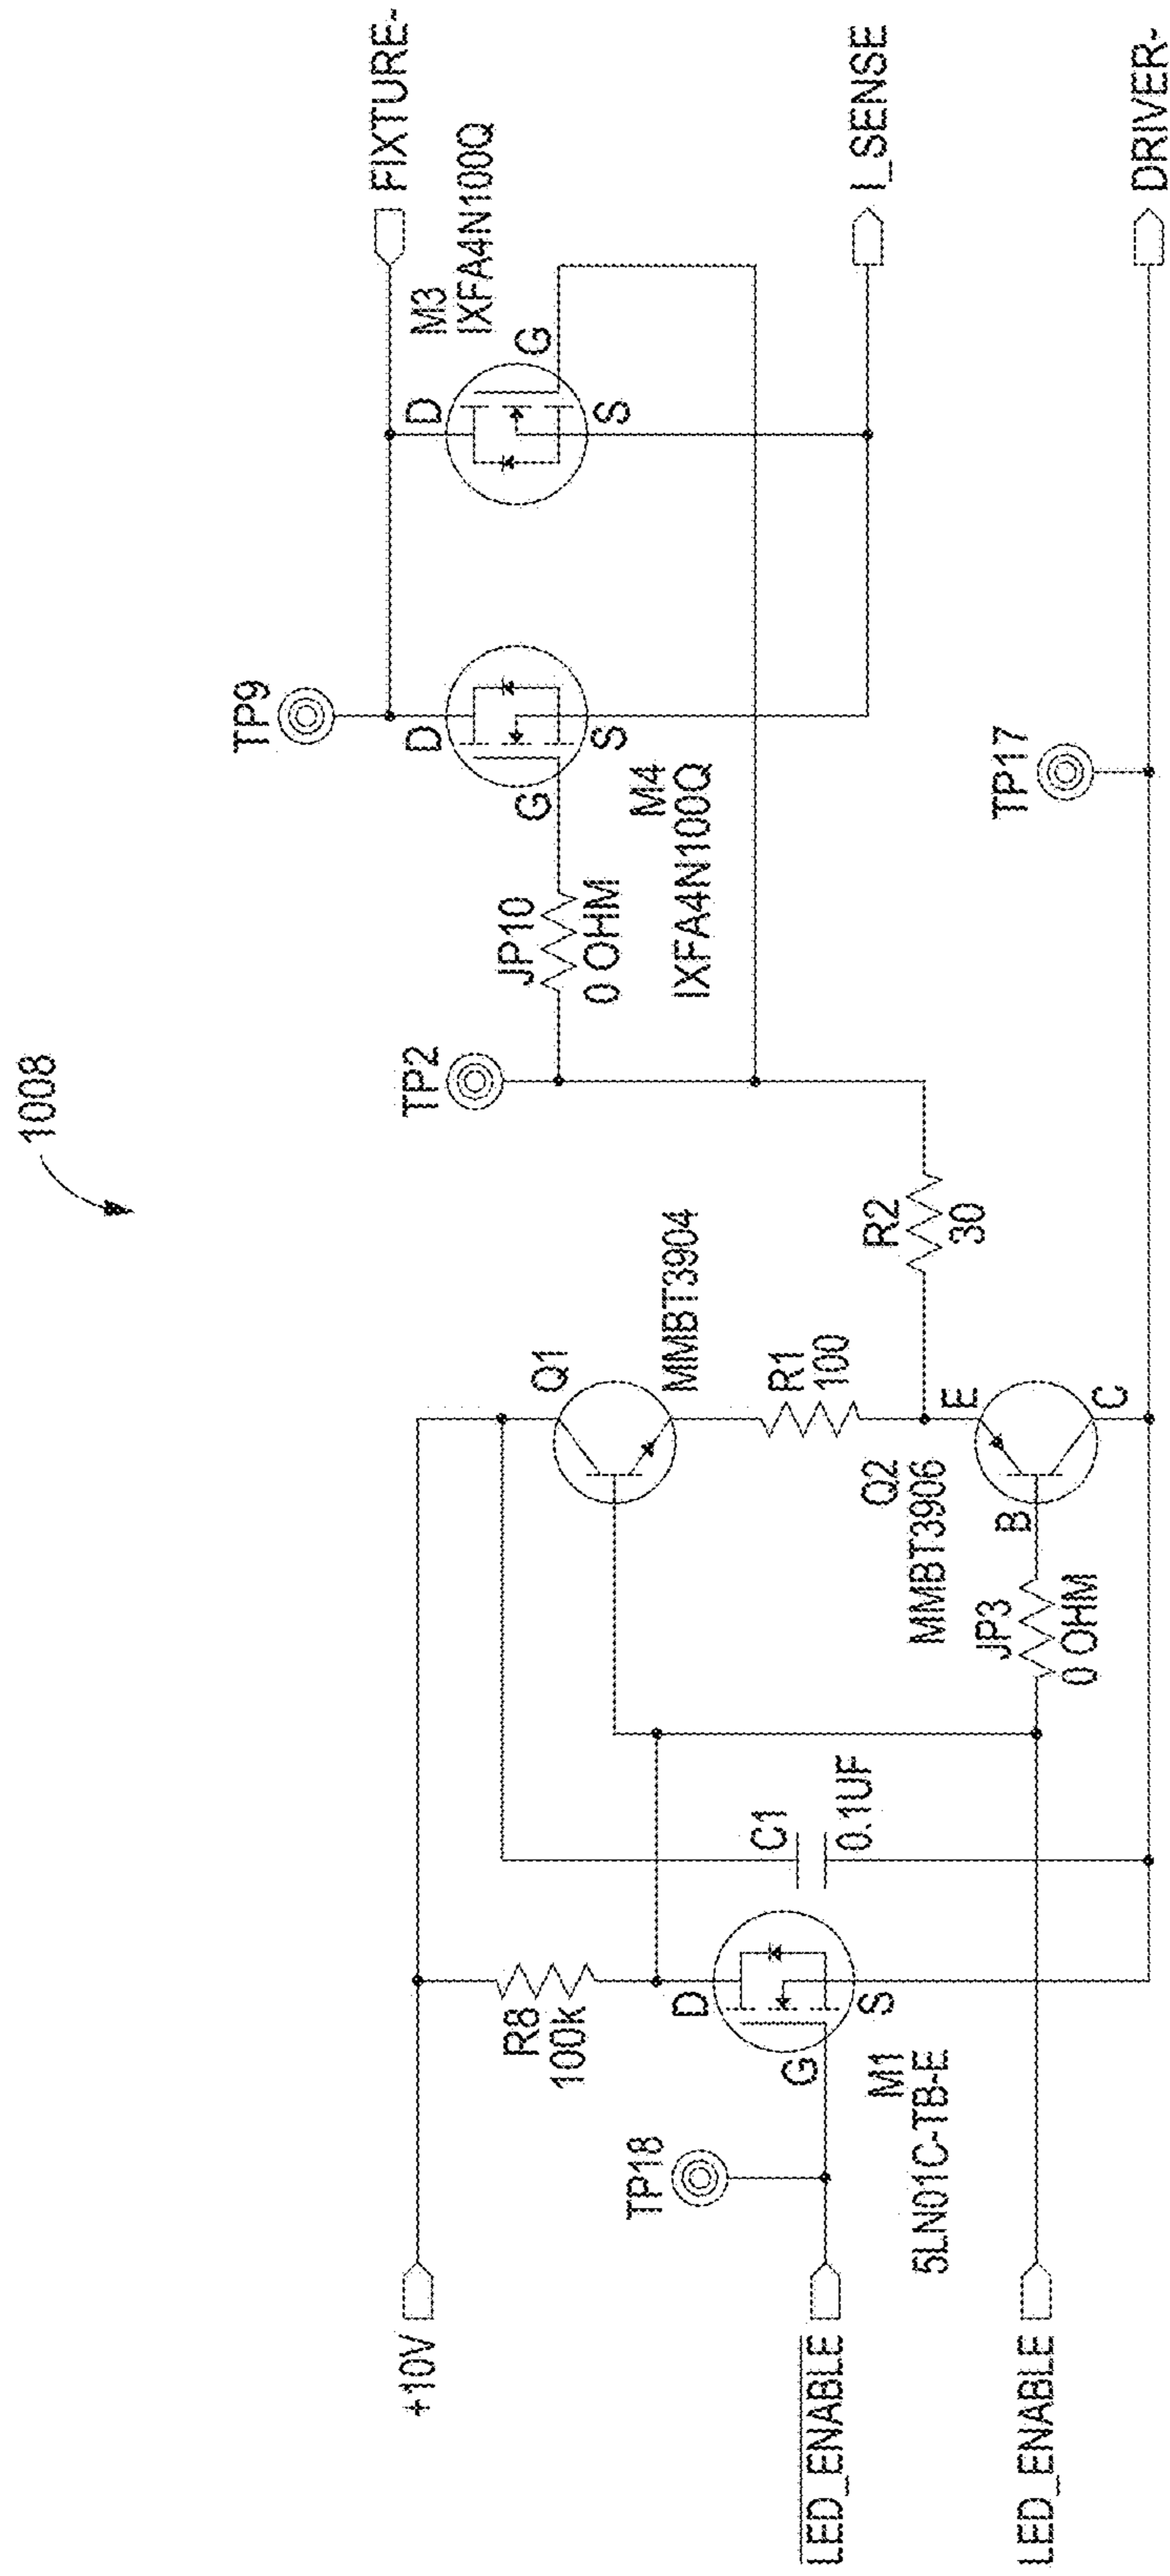 1008
+10V
LED_ENABLE
LED_ENABLE
R8
100k
TP18
D
G
S
M1
5LN01C-TB-E
C1
0.1UF
Q1
MMBT3904
R1
100
Q2
MMBT3906
E
B
C
JP3
0 OHM
R2
30
TP2
JP10
0 OHM
TP9
D
G
S
M4
IXFA4N100Q
M3
IXFA4N100Q
D
G
S
TP17
FIXTURE-
I_SENSE
DRIVER-